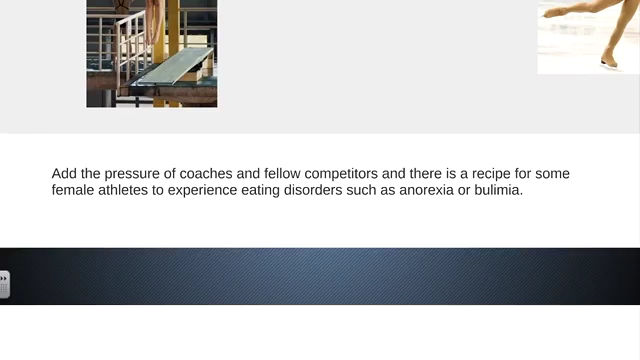 Add the pressure of coaches and fellow competitors and there is a recipe for some
female athletes to experience eating disorders such as anorexia or bulimia.